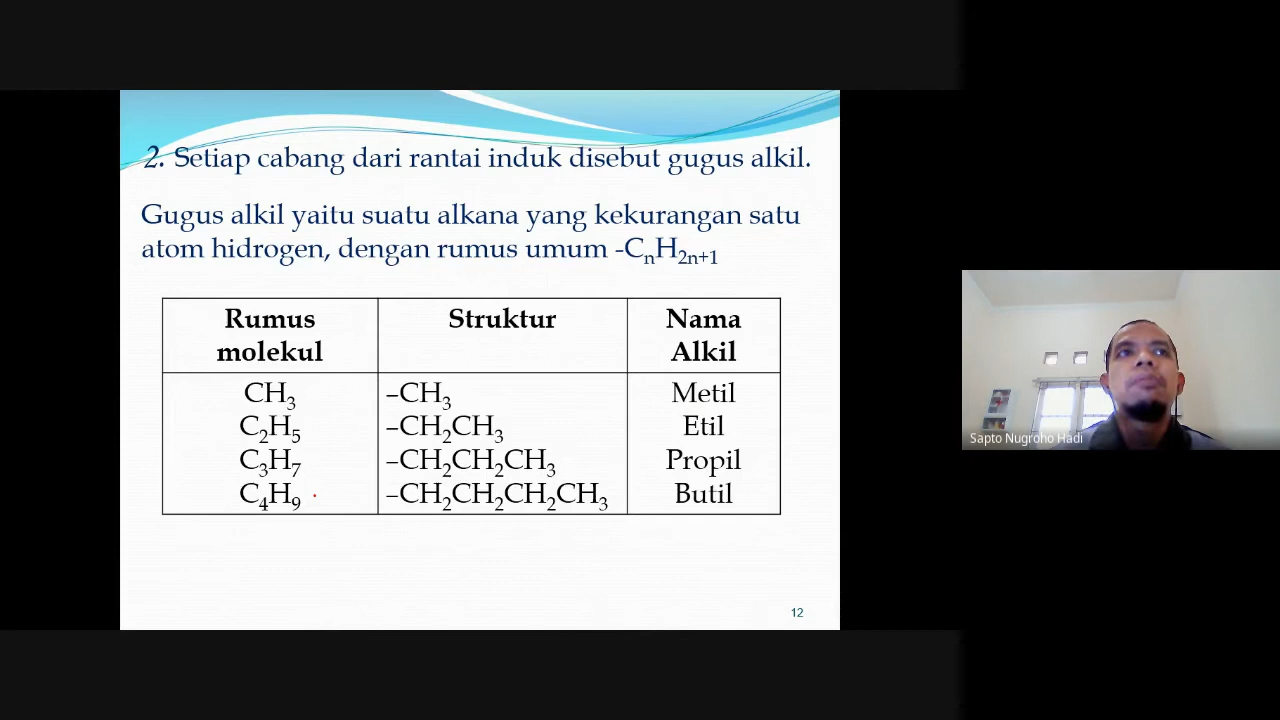 2. Setiap cabang dari rantai induk disebut gugus alkil.
Gugus alkil yaitu suatu alkana yang kekurangan satu
atom hidrogen, dengan rumus umum -CₙH₂ₙ₊₁
Rumus molekul
Struktur
Nama Alkil
CH₃ –CH₃ Metil
C₂H₅ –CH₂CH₃ Etil
C₃H₇ –CH₂CH₂CH₃ Propil
C₄H₉ –CH₂CH₂CH₂CH₃ Butil
12
Sapto Nugroho Hadi